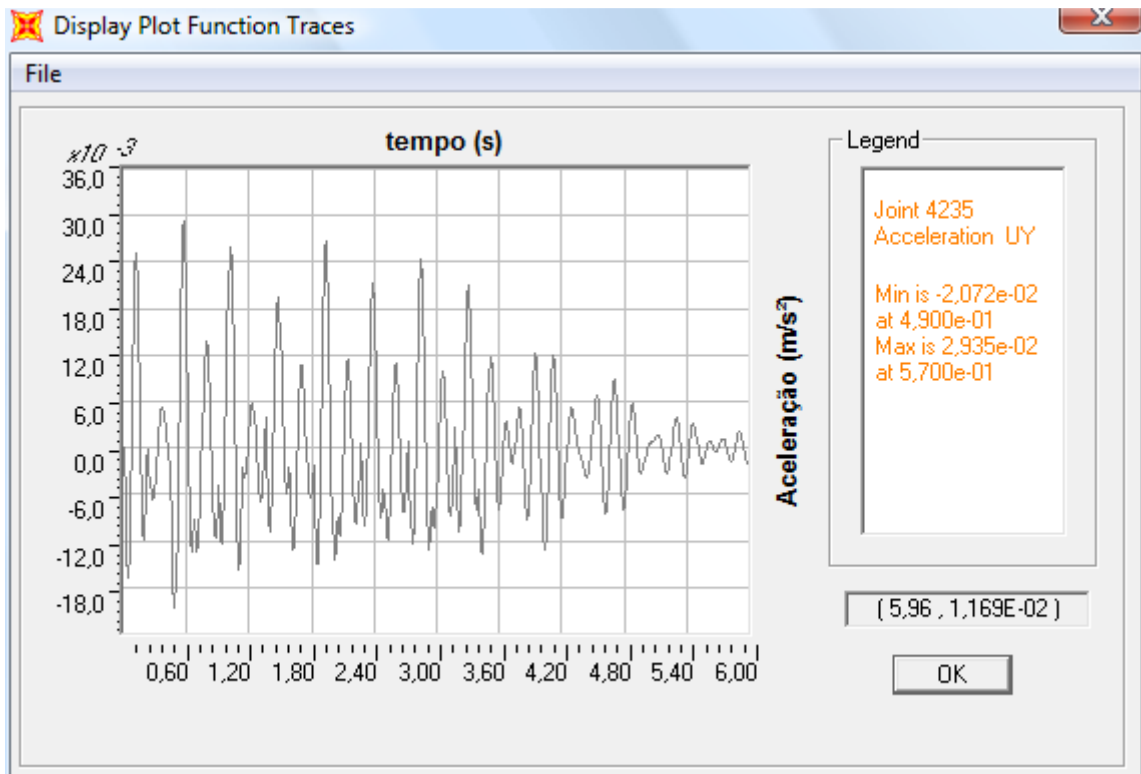 Display Plot Function Traces
X
File
tempo (s)
x10 -3
36,0
30,0
24,0
18,0
12,0
6,0
0,0
-6,0
-12,0
-18,0
0,60 1,20 1,80 2,40 3,00 3,60 4,20 4,80 5,40 6,00
Aceleração (m/s²)
Legend
Joint 4235
Acceleration UY
Min is -2,072e-02
at 4,900e-01
Max is 2,935e-02
at 5,700e-01
( 5,96 , 1,169E-02 )
OK